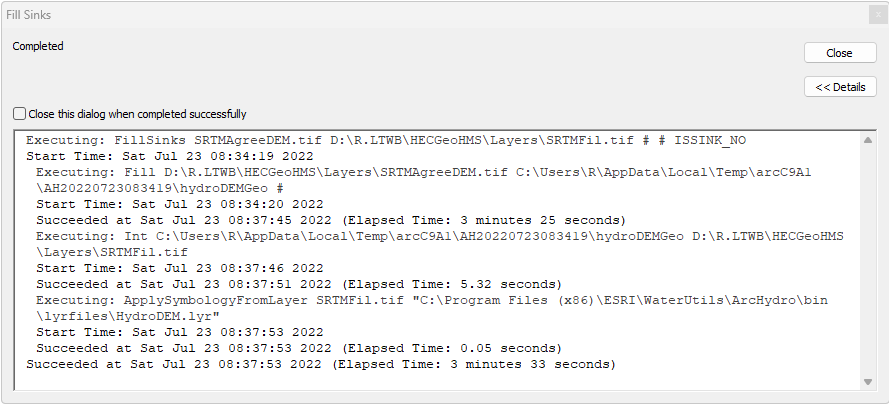 Fill Sinks
Completed
Close
<< Details
Close this dialog when completed successfully
Executing: FillSinks SRTMAgreeDEM.tif D:\R.LTWB\HECGeoHMS\Layers\SRTMFil.tif # # ISSINK_NO
Start Time: Sat Jul 23 08:34:19 2022
Executing: Fill D:\R.LTWB\HECGeoHMS\Layers\SRTMAgreeDEM.tif C:\Users\R\AppData\Local\Temp\arcC9A1
\AH20220723083419\hydroDEMGeo #
Start Time: Sat Jul 23 08:34:20 2022
Succeeded at Sat Jul 23 08:37:45 2022 (Elapsed Time: 3 minutes 25 seconds)
Executing: Int C:\Users\R\AppData\Local\Temp\arcC9A1\AH20220723083419\hydroDEMGeo D:\R.LTWB\HECGeoHMS
\Layers\SRTMFil.tif
Start Time: Sat Jul 23 08:37:46 2022
Succeeded at Sat Jul 23 08:37:51 2022 (Elapsed Time: 5.32 seconds)
Executing: ApplySymbologyFromLayer SRTMFil.tif "C:\Program Files (x86)\ESRI\WaterUtils\ArcHydro\bin
\lyrfiles\HydroDEM.lyr"
Start Time: Sat Jul 23 08:37:53 2022
Succeeded at Sat Jul 23 08:37:53 2022 (Elapsed Time: 0.05 seconds)
Succeeded at Sat Jul 23 08:37:53 2022 (Elapsed Time: 3 minutes 33 seconds)